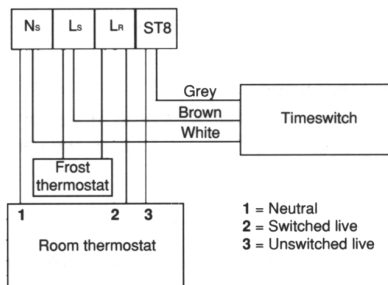 Ns Ls LR ST8
Grey
Brown
White
Timeswitch
Frost
thermostat
1 2 3
Room thermostat
1 = Neutral
2 = Switched live
3 = Unswitched live